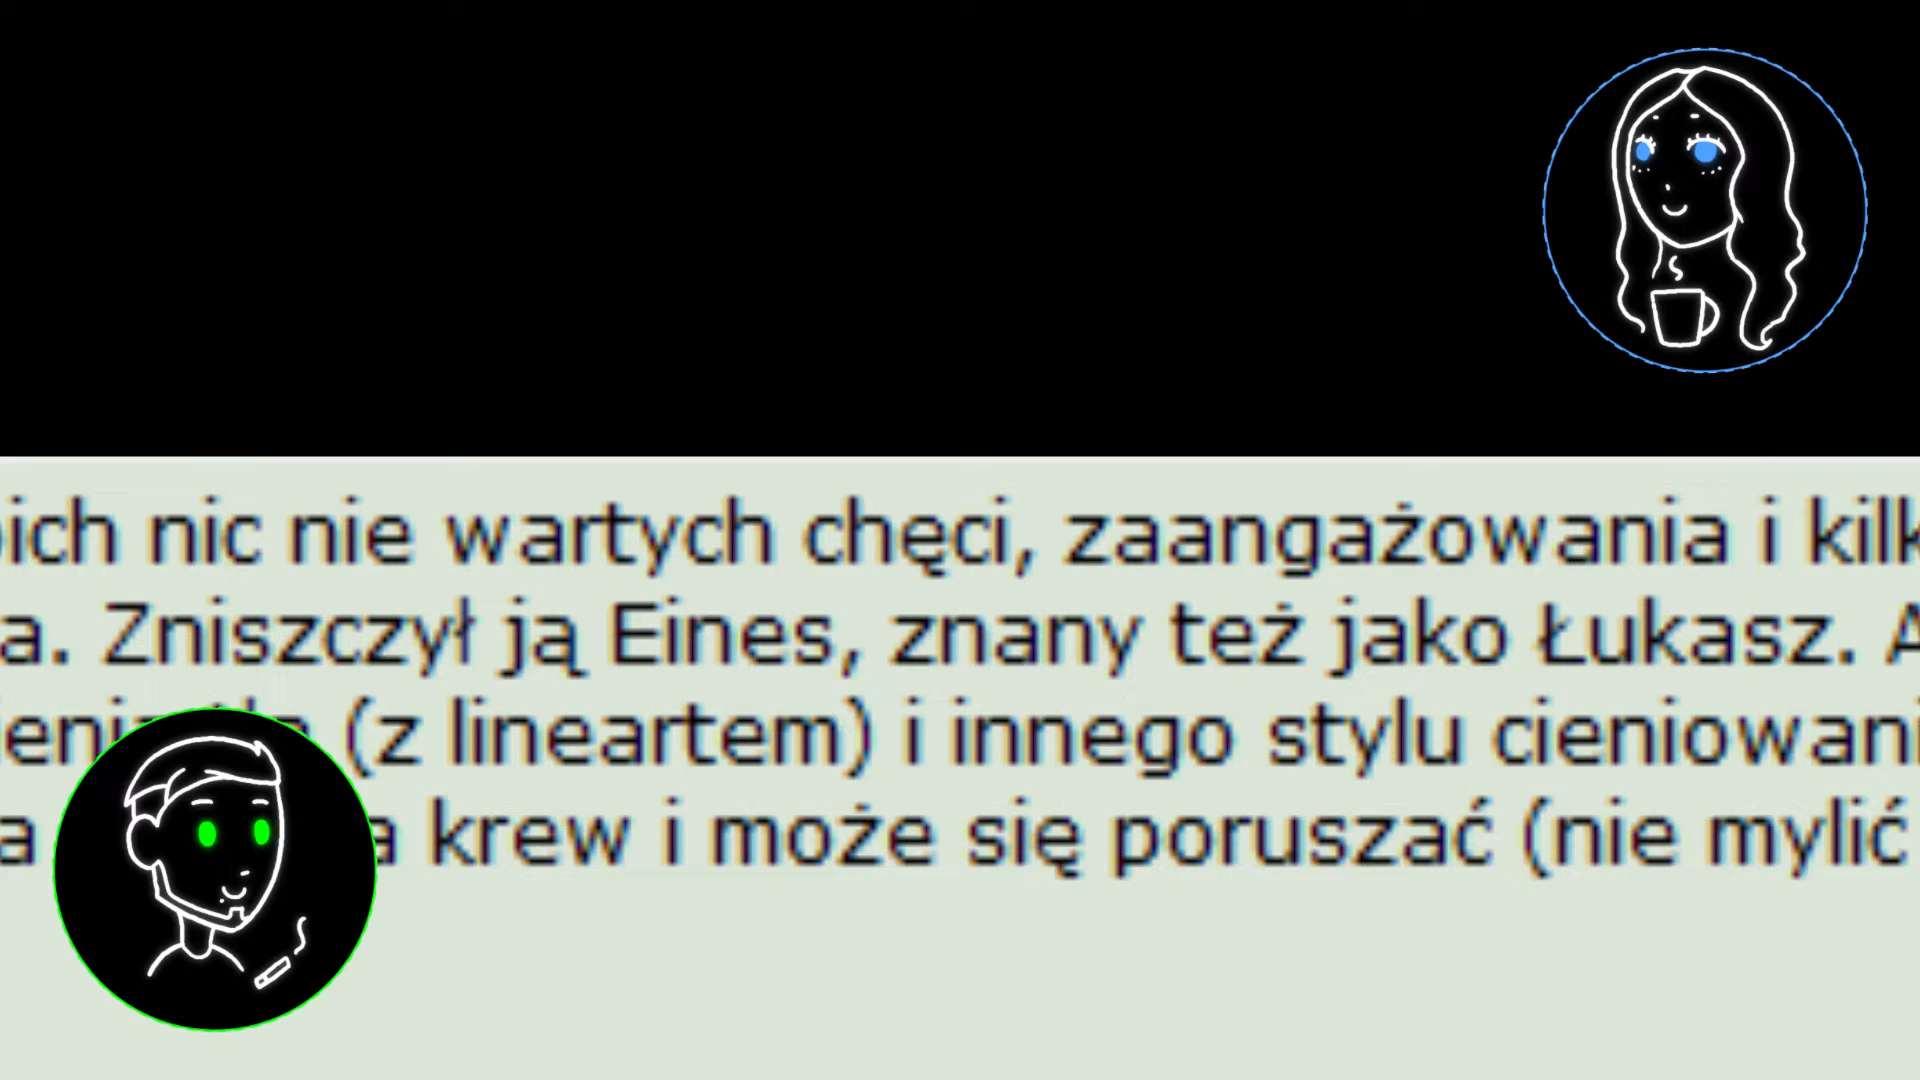 ich nic nie wartych chęci, zaangażowania i kilk
a. Zniszczył ją Eines, znany też jako Łukasz. A
(z lineartem) i innego stylu cieniowani
a a krew i może się poruszać (nie mylić